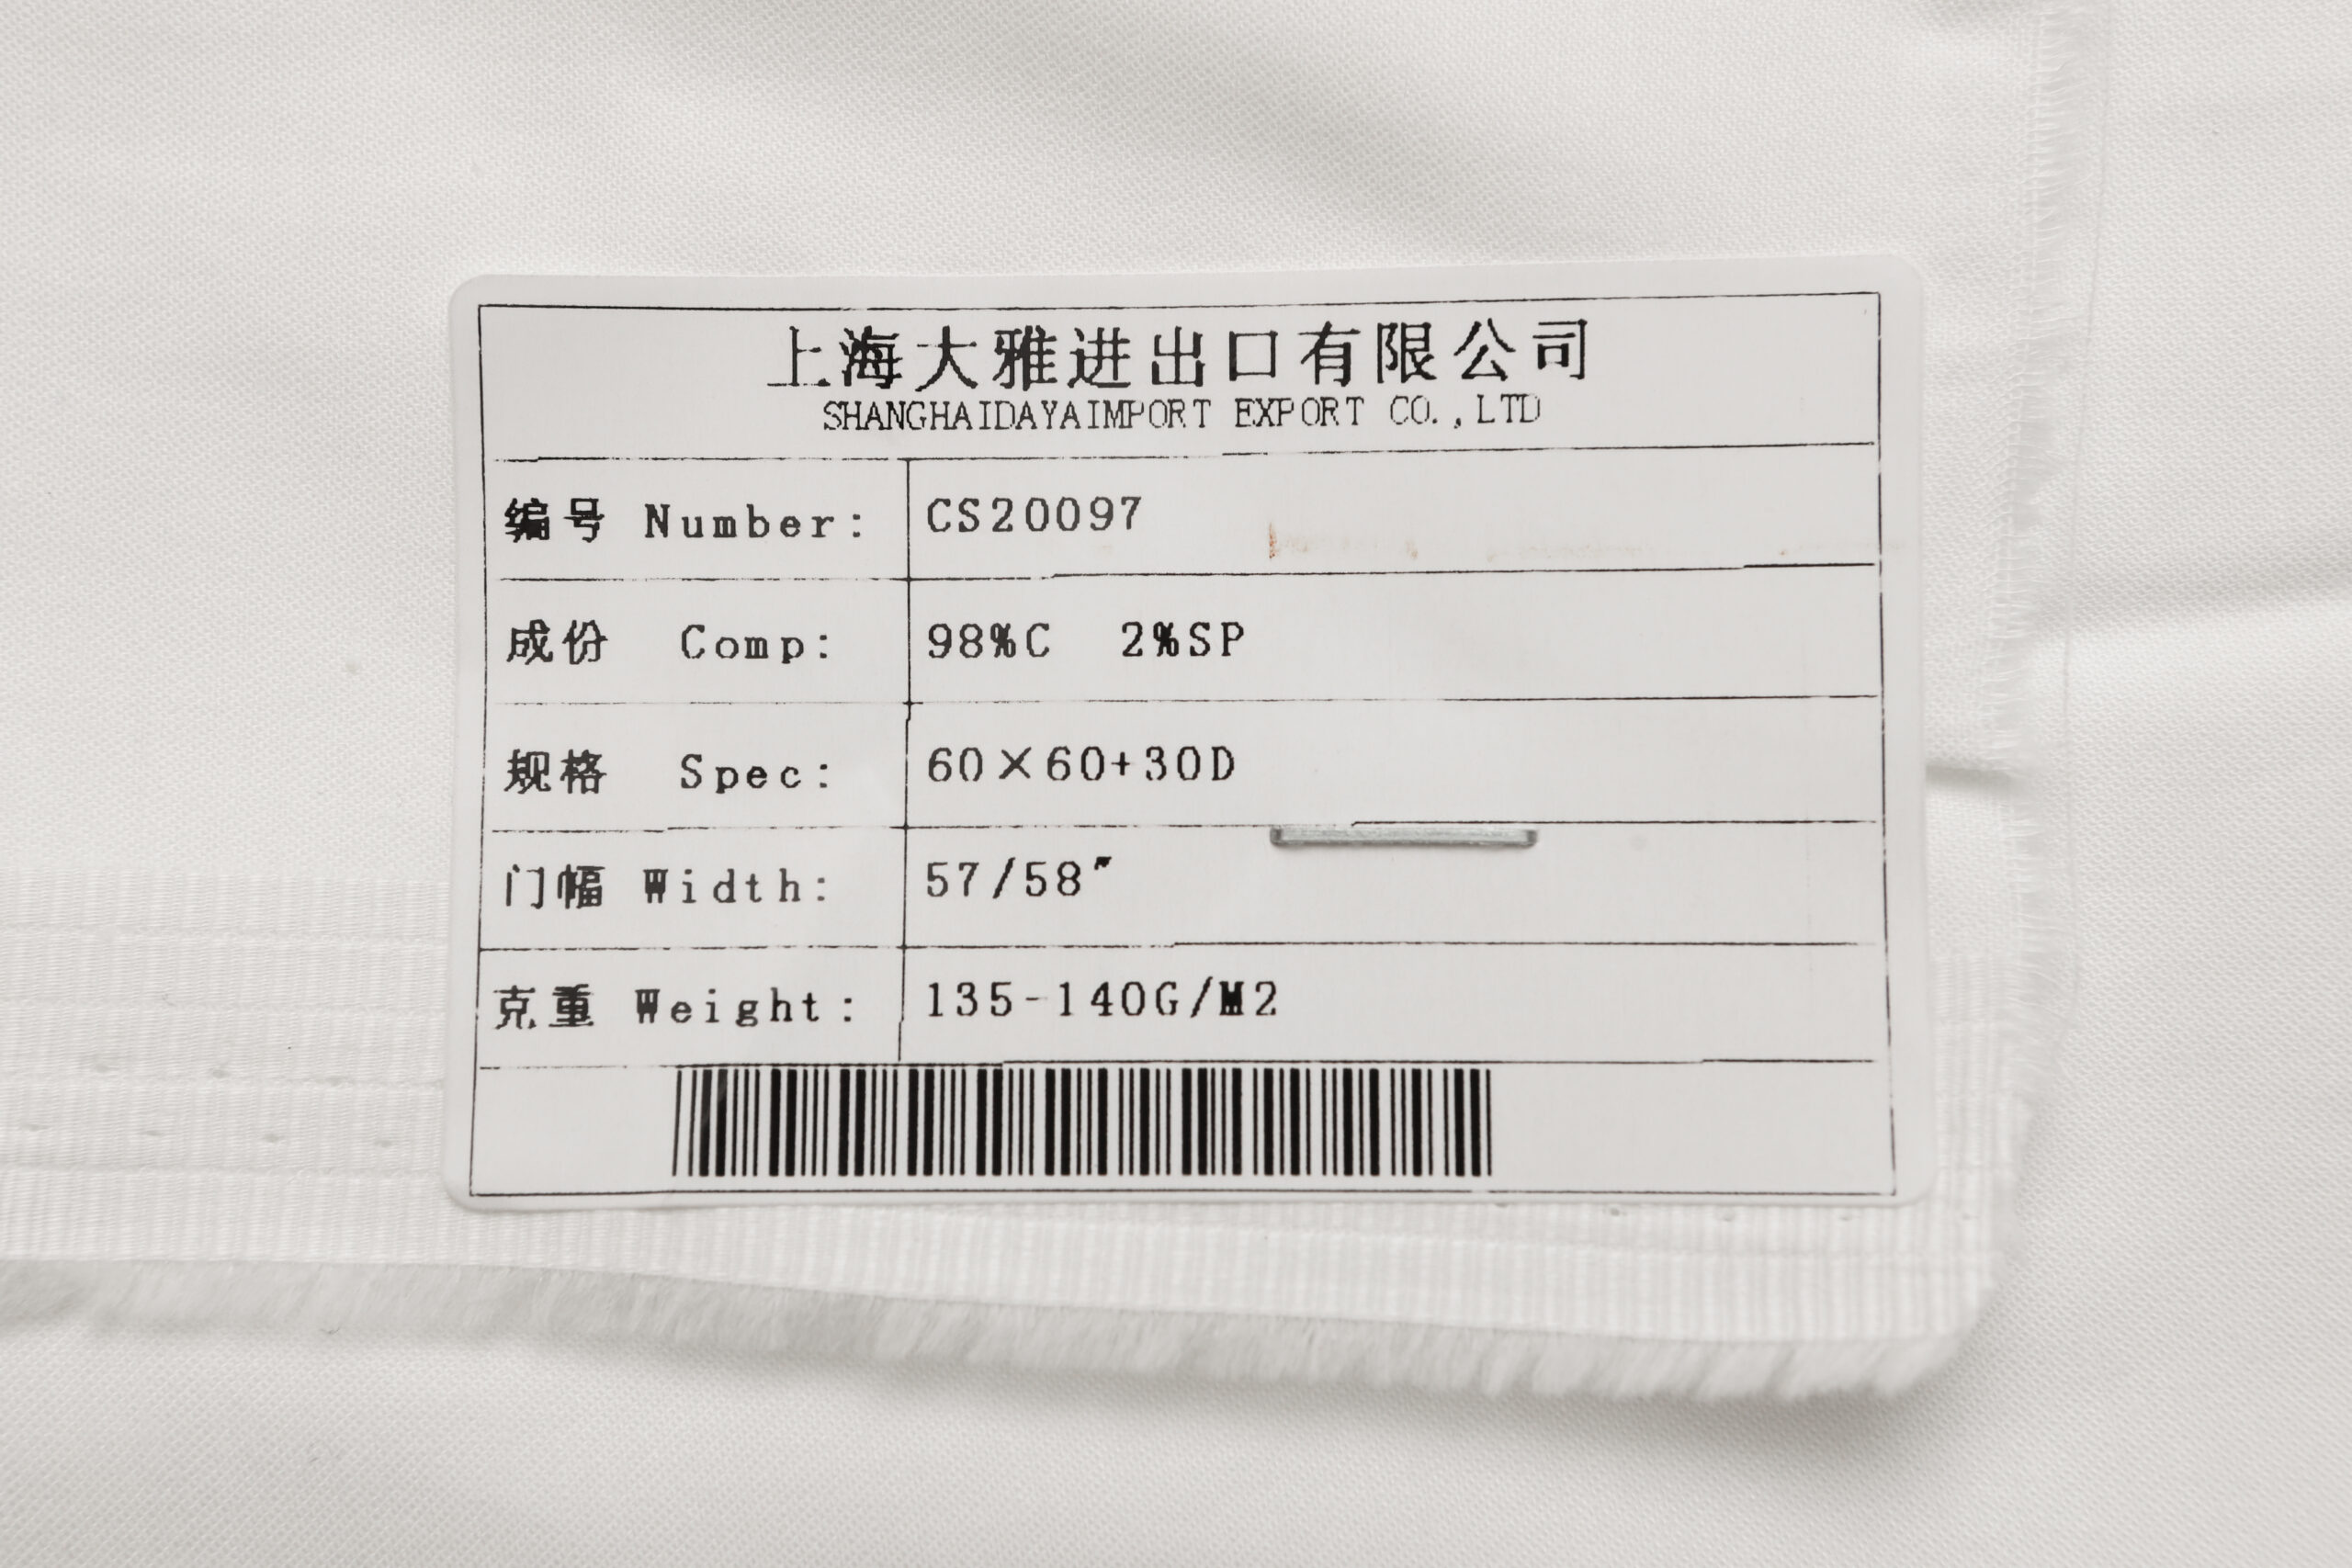 上海大雅进出口有限公司
SHANGHAIDAYAIMPORT EXPORT CO.,LTD
编号 Number: CS20097
成份 Comp: 98%C 2%SP
规格 Spec: 60×60+30D
门幅 Width: 57/58"
克重 Weight: 135-140G/M2